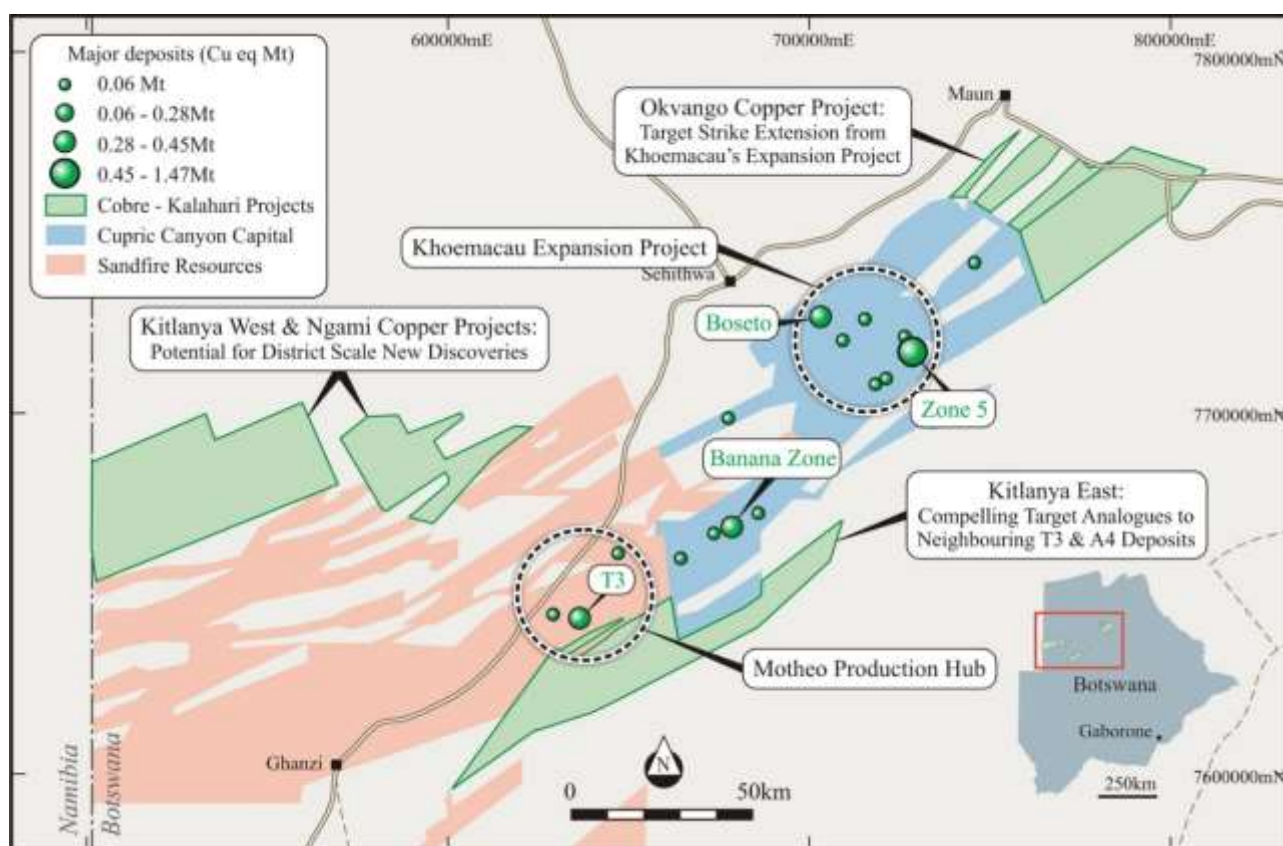 Major deposits (Cu eq Mt)
0.06 Mt
0.06 - 0.28Mt
0.28 - 0.45Mt
0.45 - 1.47Mt
Cobre - Kalahari Projects
Cupric Canyon Capital
Sandfire Resources
600000mE
700000mE
800000mE
7800000mN
Maun
Okvango Copper Project:
Target Strike Extension from
Khoemacau's Expansion Project
Khoemacau Expansion Project
Sehithwa
Boseto
Kitlanya West & Ngami Copper Projects:
Potential for District Scale New Discoveries
Zone 5
7700000mN
Banana Zone
Kitlanya East:
Compelling Target Analogues to
Neighbouring T3 & A4 Deposits
T3
Motheo Production Hub
Botswana
Gaborone
250km
Ghanzi
N
0 50km
7600000mN
Namibia
Botswana